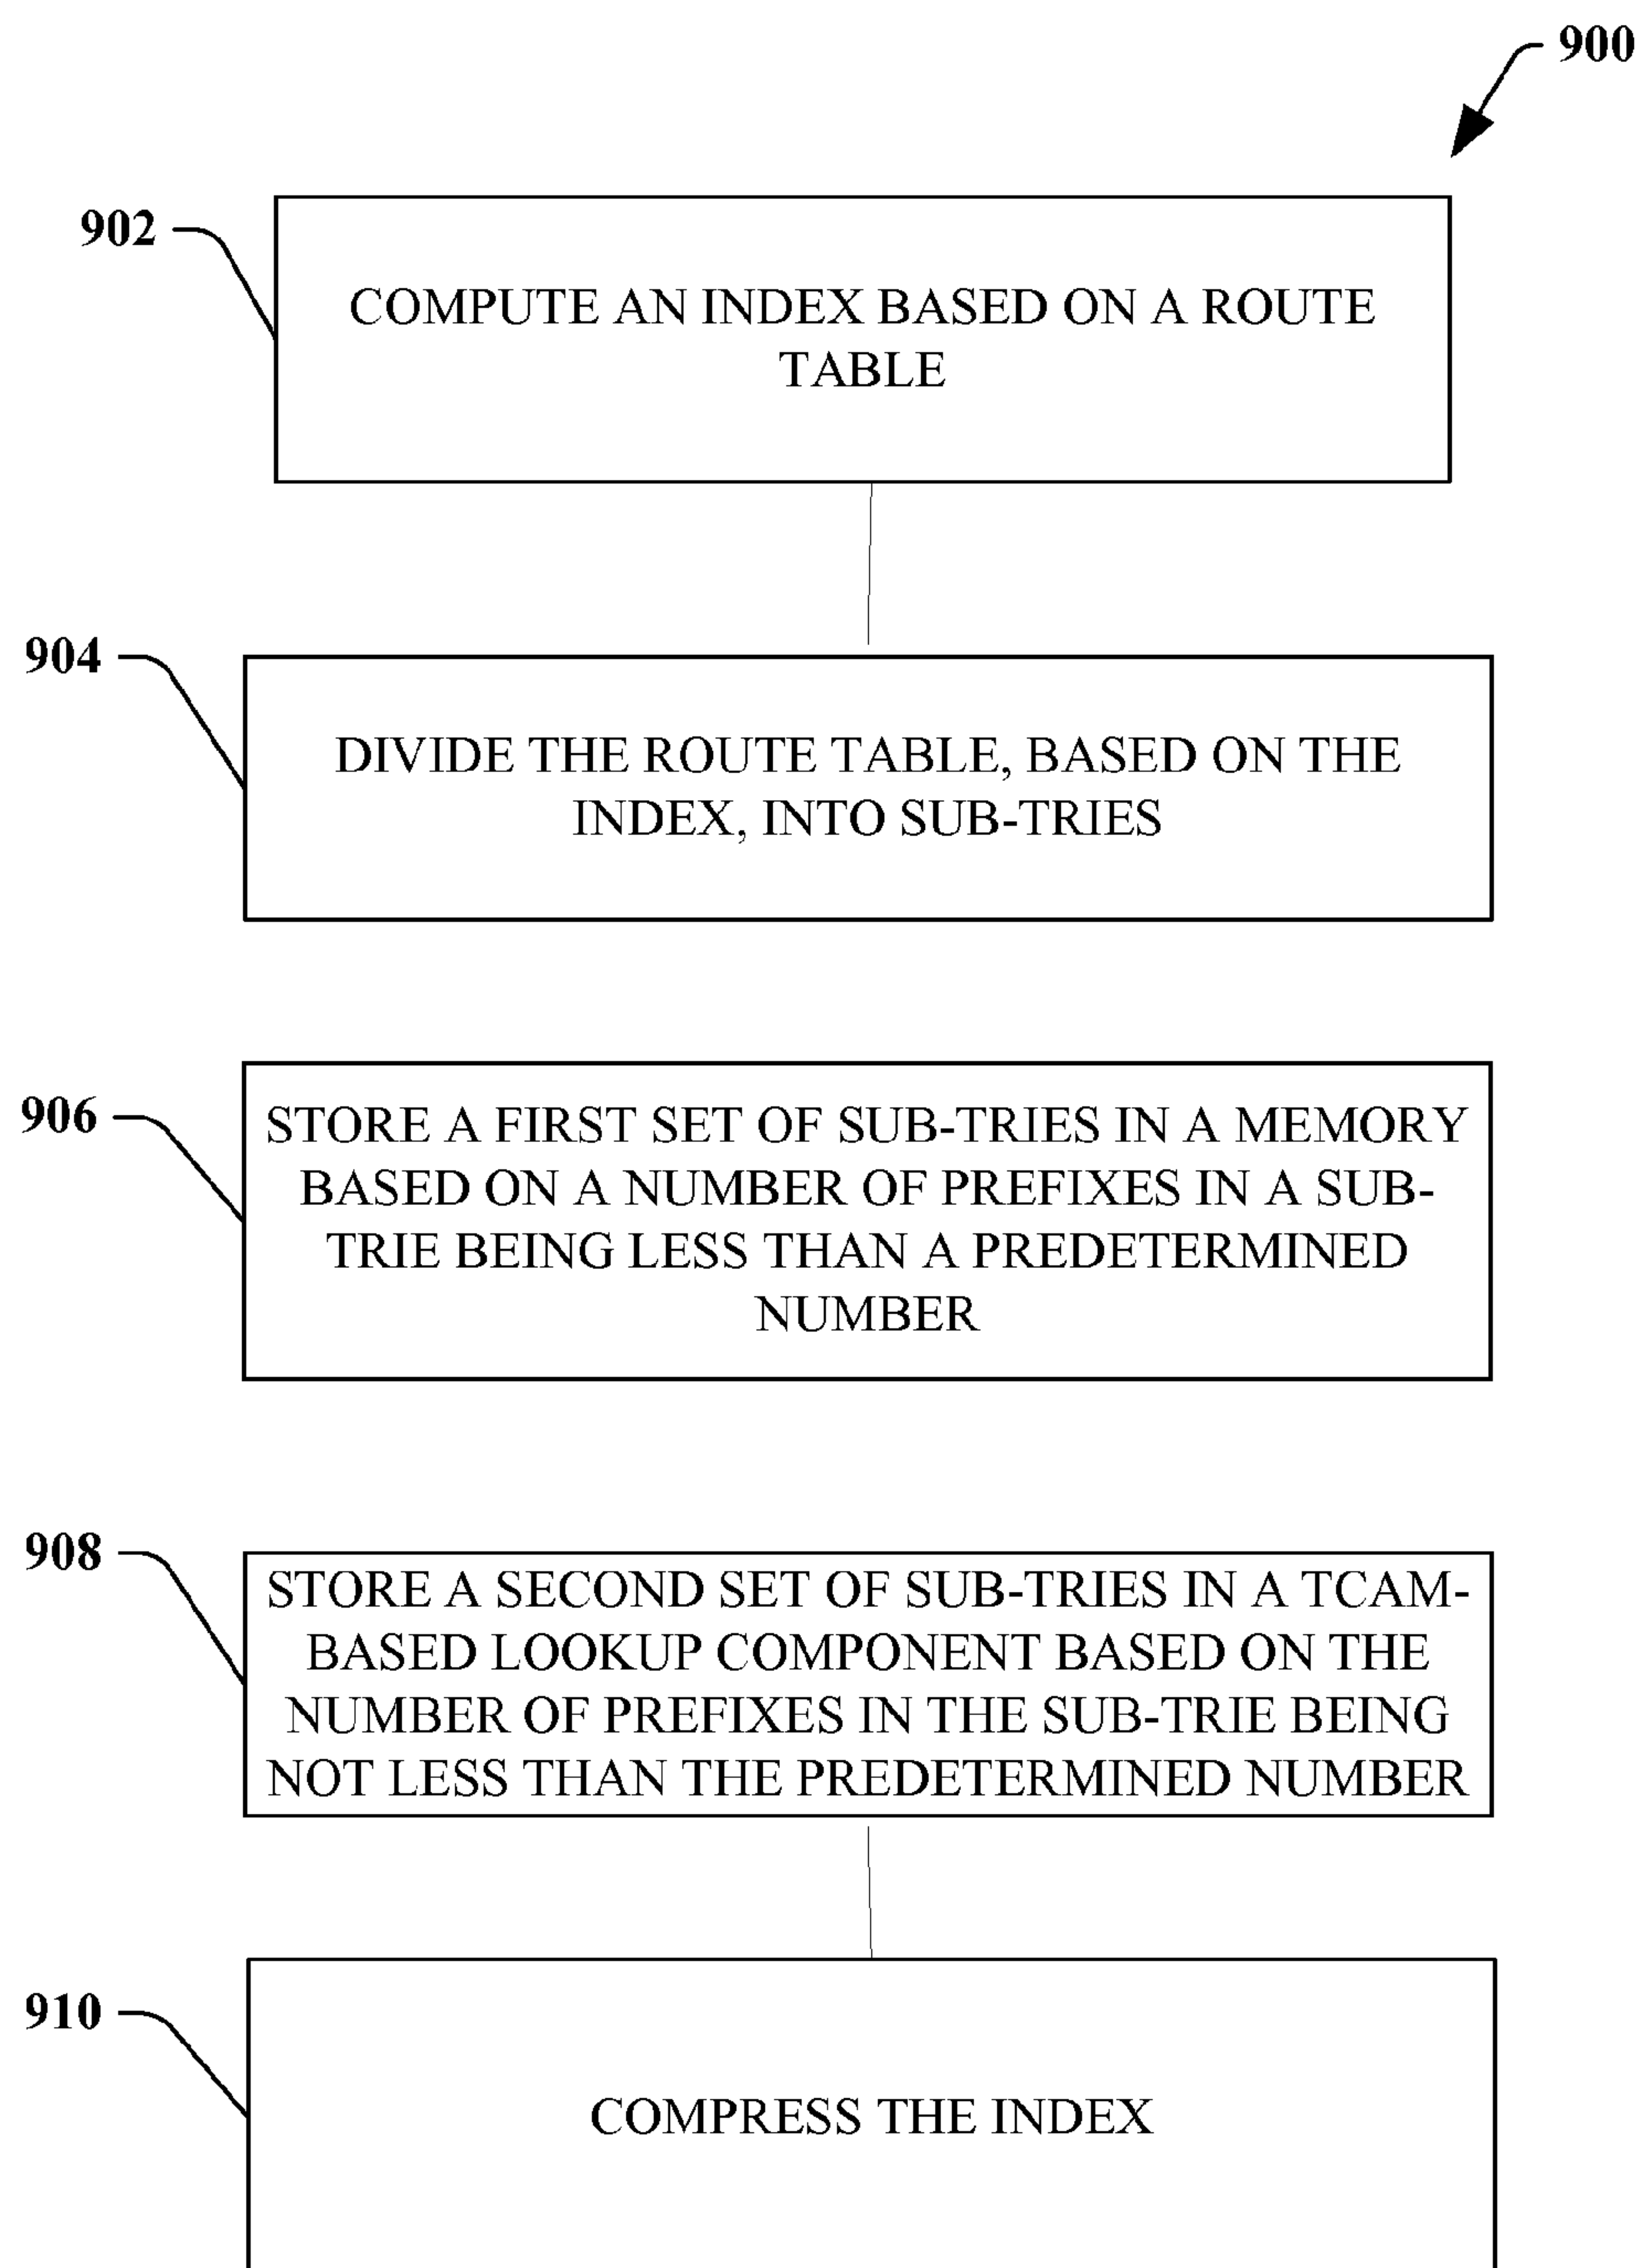 900
902
COMPUTE AN INDEX BASED ON A ROUTE
TABLE
904
DIVIDE THE ROUTE TABLE, BASED ON THE
INDEX, INTO SUB-TRIES
906
STORE A FIRST SET OF SUB-TRIES IN A MEMORY
BASED ON A NUMBER OF PREFIXES IN A SUB-
TRIE BEING LESS THAN A PREDETERMINED
NUMBER
908
STORE A SECOND SET OF SUB-TRIES IN A TCAM-
BASED LOOKUP COMPONENT BASED ON THE
NUMBER OF PREFIXES IN THE SUB-TRIE BEING
NOT LESS THAN THE PREDETERMINED NUMBER
910
COMPRESS THE INDEX